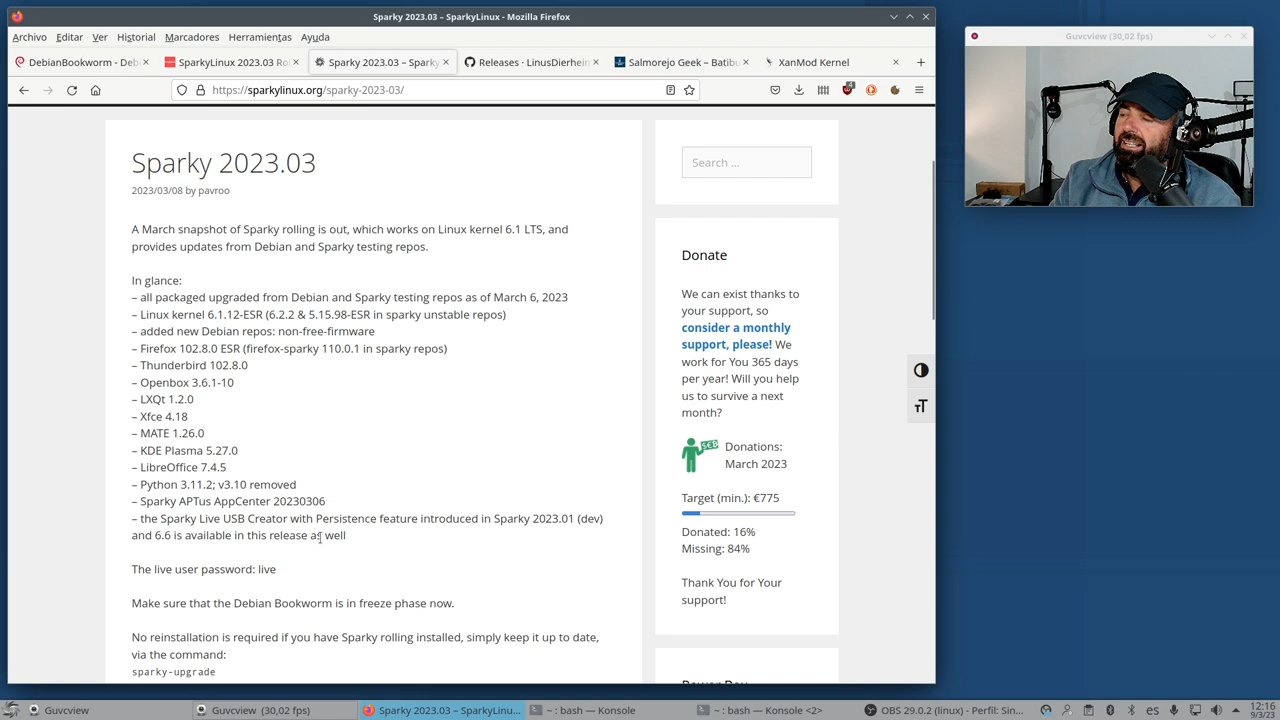 Sparky 2023.03 – SparkyLinux - Mozilla Firefox
Guvcview (30,02 fps)
Archivo Editar Ver Historial Marcadores Herramientas Ayuda
DebianBookworm - Deb
SparkyLinux 2023.03 Rol
Sparky 2023.03 – Sparky
Releases · LinusDierhein
Salmorejo Geek – Batibu
XanMod Kernel
https://sparkylinux.org/sparky-2023-03/
4
Sparky 2023.03
2023/03/08 by pavroo
A March snapshot of Sparky rolling is out, which works on Linux kernel 6.1 LTS, and
provides updates from Debian and Sparky testing repos.
In glance:
– all packaged upgraded from Debian and Sparky testing repos as of March 6, 2023
– Linux kernel 6.1.12-ESR (6.2.2 & 5.15.98-ESR in sparky unstable repos)
– added new Debian repos: non-free-firmware
– Firefox 102.8.0 ESR (firefox-sparky 110.0.1 in sparky repos)
– Thunderbird 102.8.0
– Openbox 3.6.1-10
– LXQt 1.2.0
– Xfce 4.18
– MATE 1.26.0
– KDE Plasma 5.27.0
– LibreOffice 7.4.5
– Python 3.11.2; v3.10 removed
– Sparky APTus AppCenter 20230306
– the Sparky Live USB Creator with Persistence feature introduced in Sparky 2023.01 (dev)
and 6.6 is available in this release as well
The live user password: live
Make sure that the Debian Bookworm is in freeze phase now.
No reinstallation is required if you have Sparky rolling installed, simply keep it up to date,
via the command:
sparky-upgrade
Search ...
Donate
We can exist thanks to
your support, so
consider a monthly
support, please! We
work for You 365 days
per year! Will you help
us to survive a next
month?
Donations:
March 2023
Target (min.): €775
Donated: 16%
Missing: 84%
Thank You for Your
support!
Guvcview
Guvcview (30,02 fps)
Sparky 2023.03 – SparkyLinu...
~ : bash — Konsole
~ : bash — Konsole <2>
OBS 29.0.2 (linux) - Perfil: Sin...
es
12:16
9/3/23